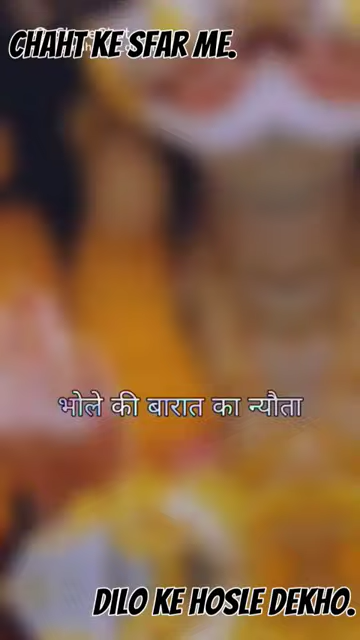 CHAHT KE SFAR ME.
भोले की बारात का न्यौता
DILO KE HOSLE DEKHO.